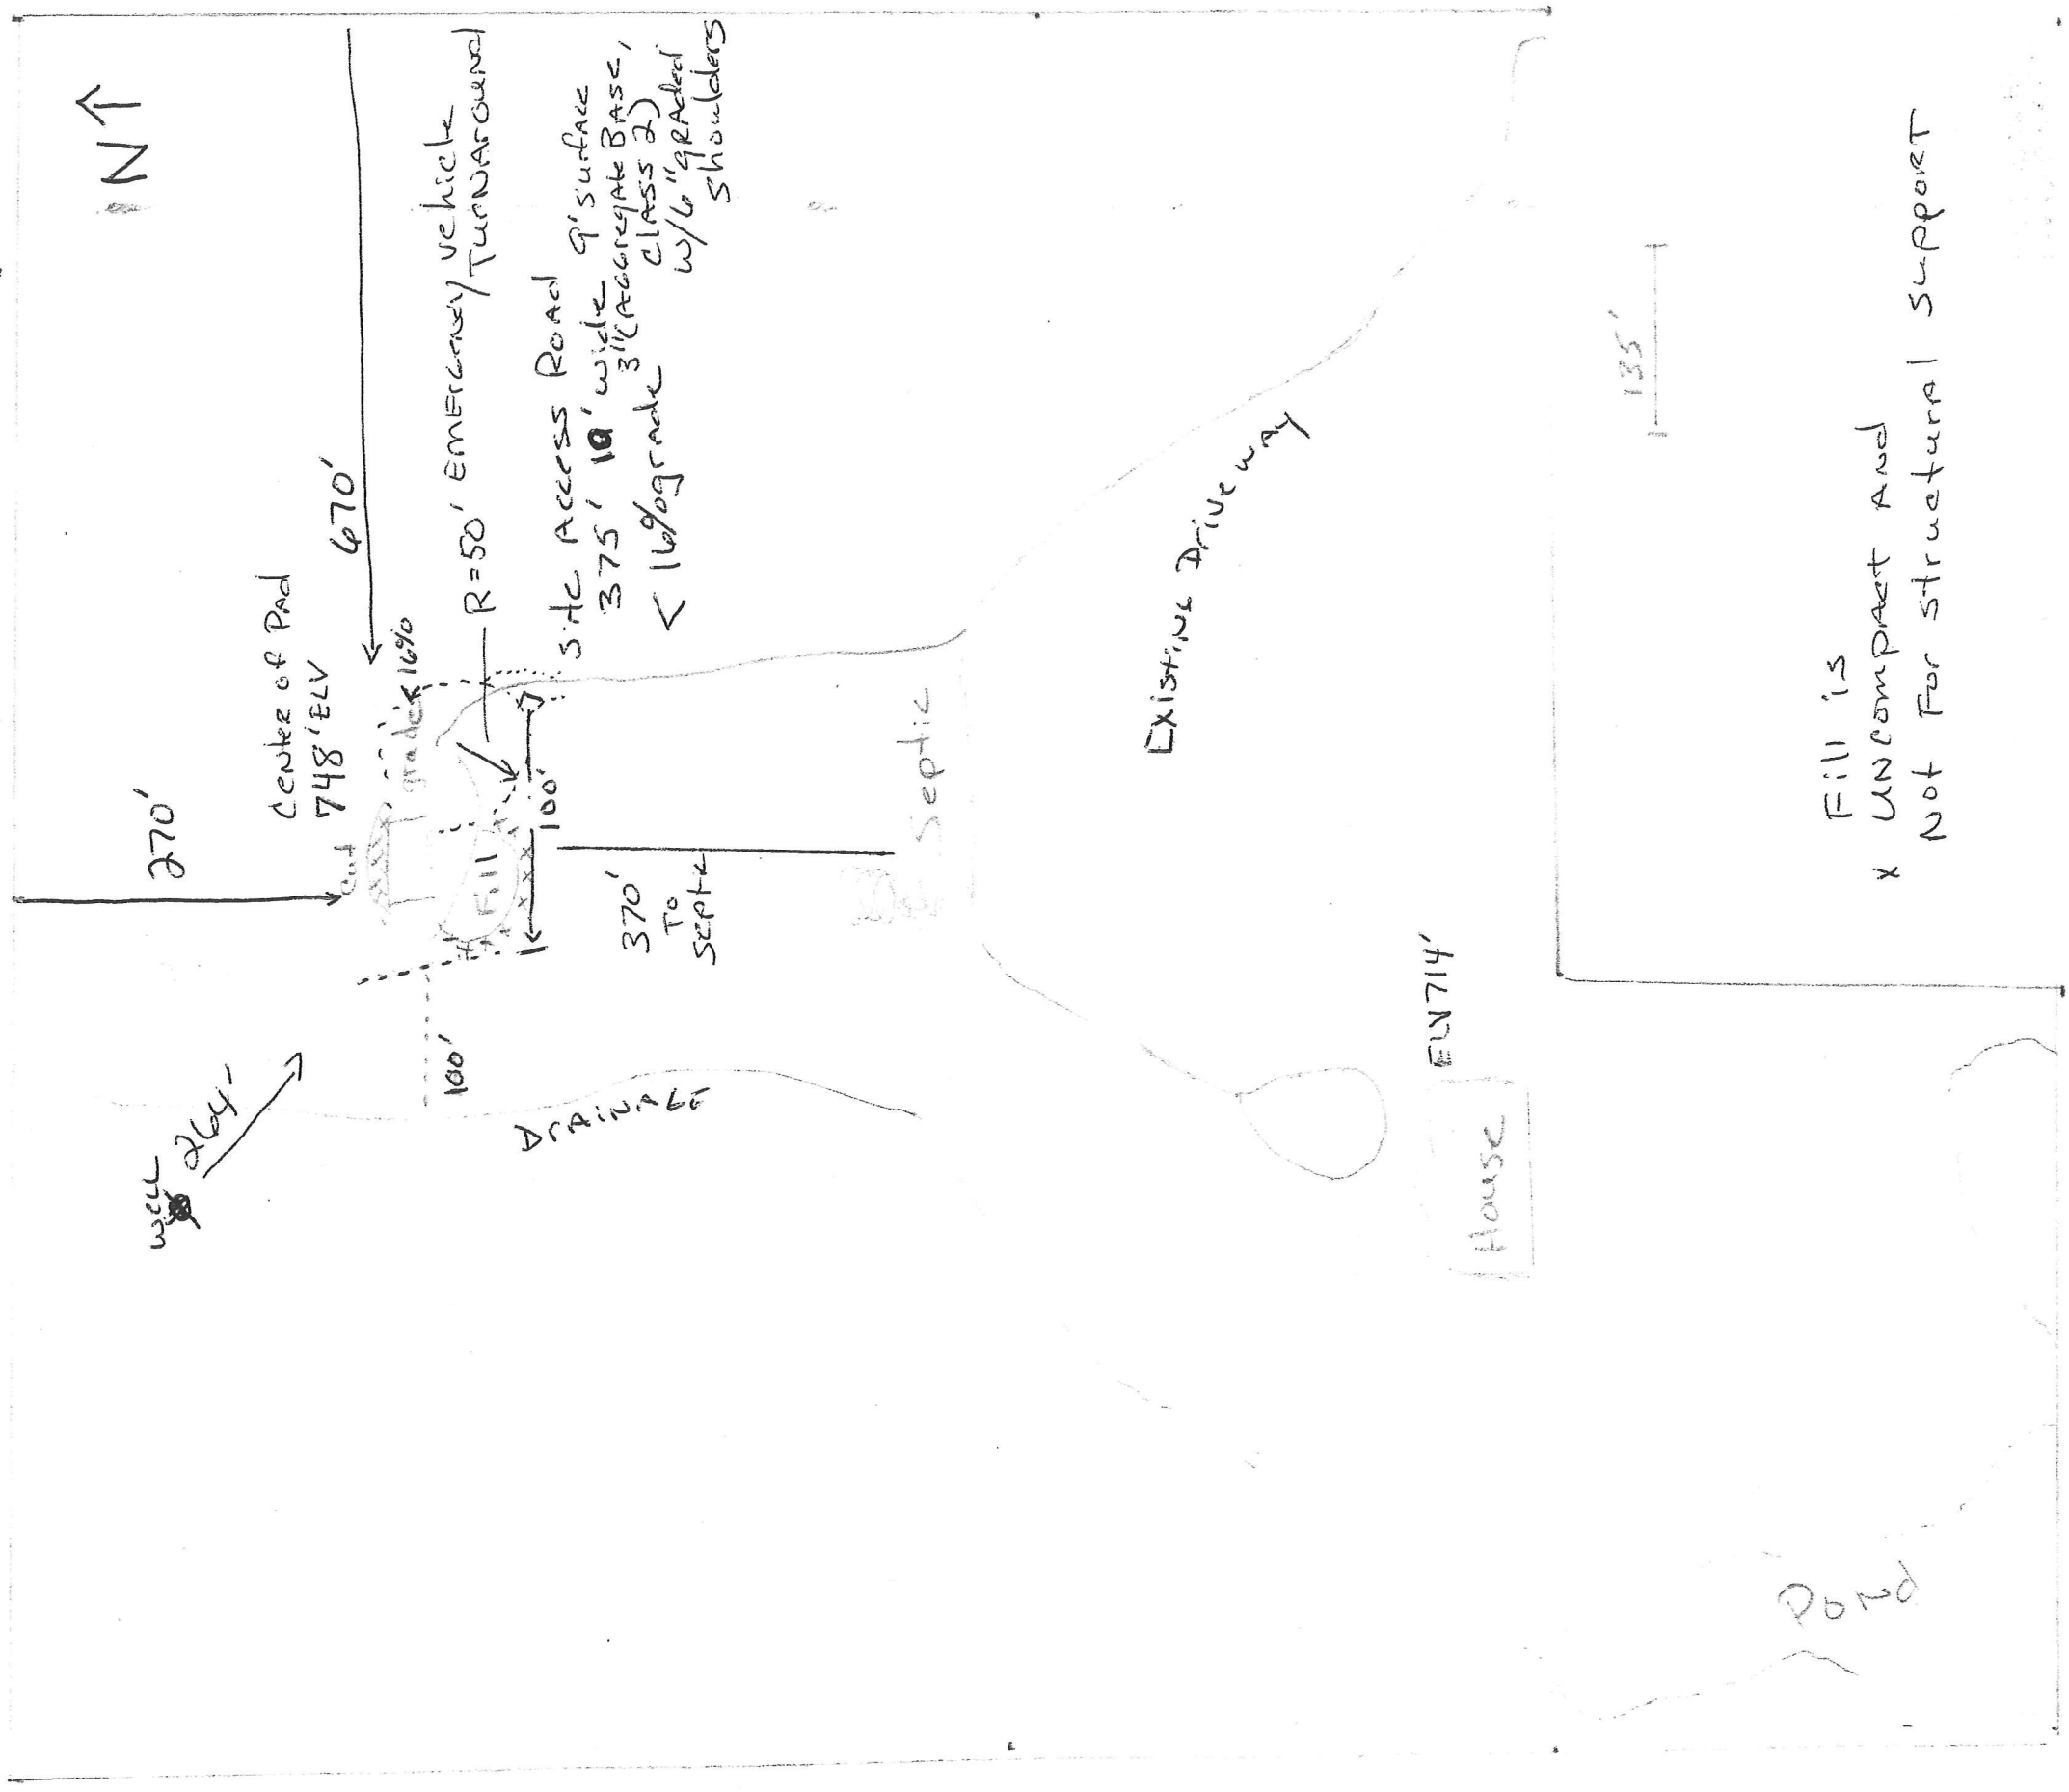 N
270'
Center of Pad
748' ELV
670'
cut
grade < 16%
R=50' Emergency vehicle
Turnaround
Fill
100'
Site Access Road
375' 10' wide 9' surface
< 16% grade 3" (Aggregate Base,
Class 2)
w/6" graded
shoulders
370'
To
Septic
Well
264'
100'
Drainage
Septic
Existing Driveway
ELV 714'
House
135'
Pond
Fill is
x Uncompact And
Not For structural support